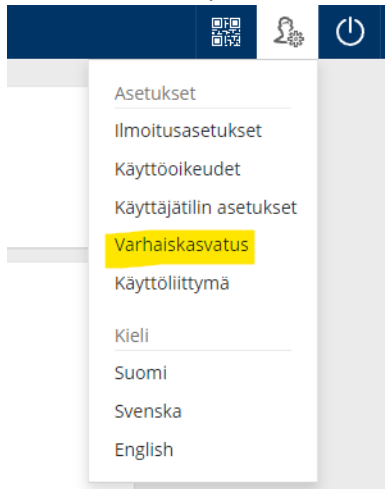 Asetukset
Ilmoitusasetukset
Käyttöoikeudet
Käyttäjätilin asetukset
Varhaiskasvatus
Käyttöliittymä
Kieli
Suomi
Svenska
English